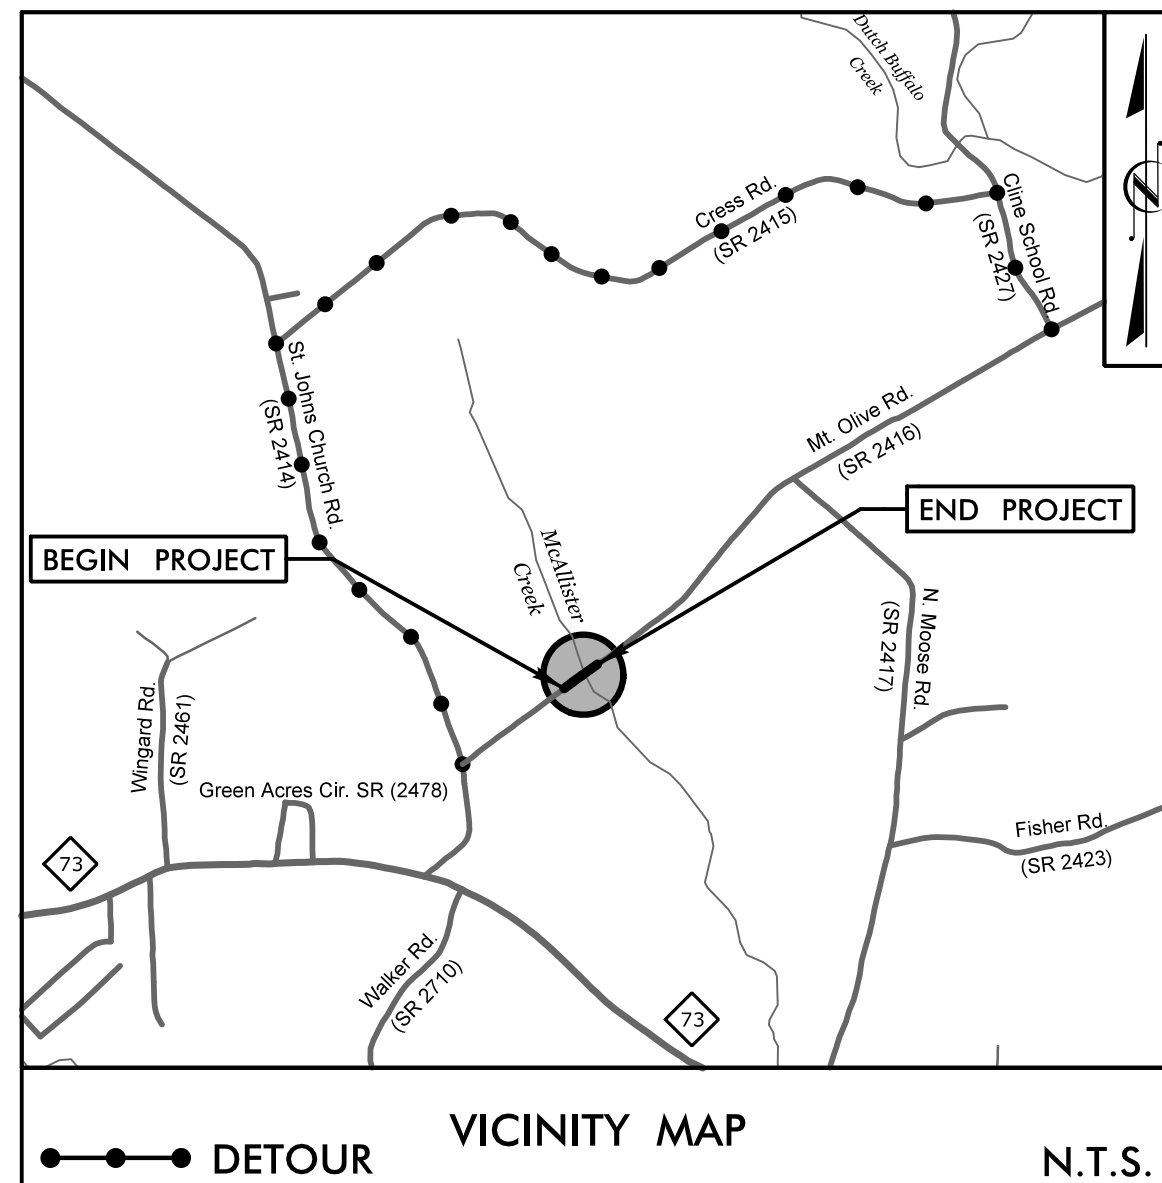 Dutch Buffalo
Creek
Cress Rd.
(SR 2415)
Cline School Rd.
(SR 2427)
St. Johns Church Rd.
(SR 2414)
Mt. Olive Rd.
(SR 2416)
END PROJECT
BEGIN PROJECT
McAllister
Creek
N. Moose Rd.
(SR 2417)
Wingard Rd.
(SR 2461)
Green Acres Cir. SR (2478)
Fisher Rd.
(SR 2423)
73
Walker Rd.
(SR 2710)
73
VICINITY MAP
DETOUR
N.T.S.